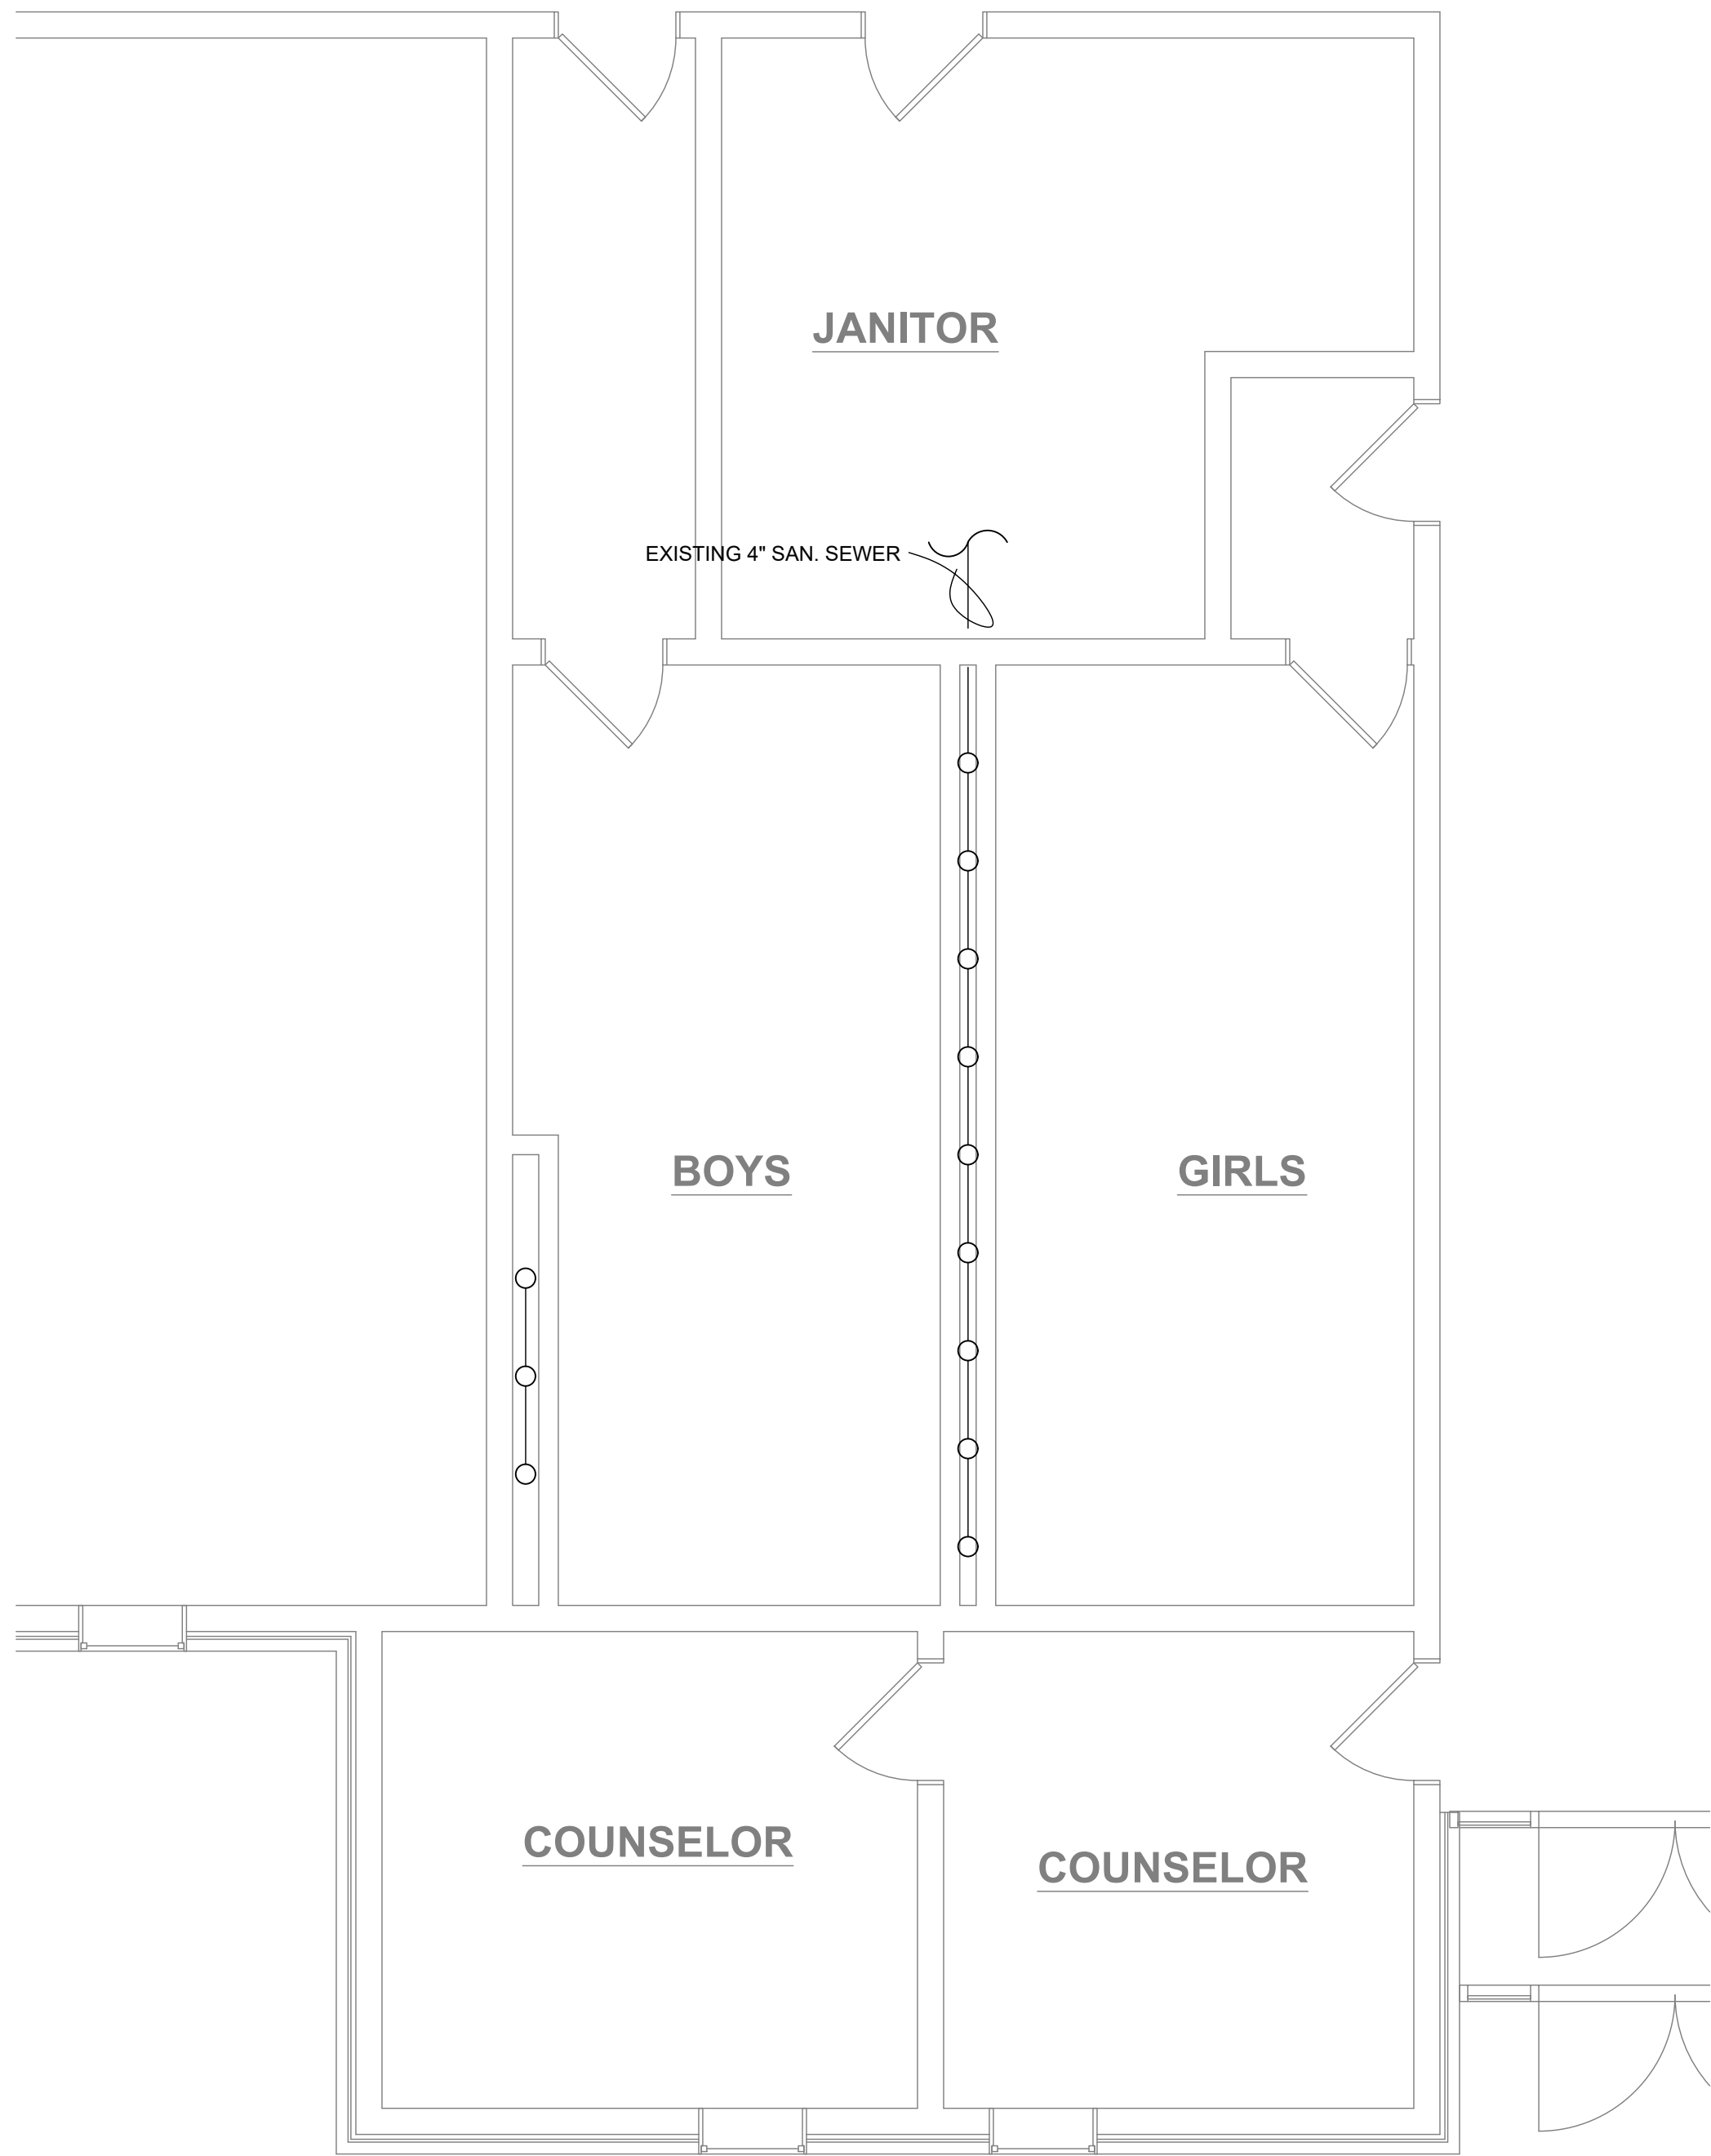 JANITOR
EXISTING 4" SAN. SEWER
BOYS
GIRLS
COUNSELOR
COUNSELOR